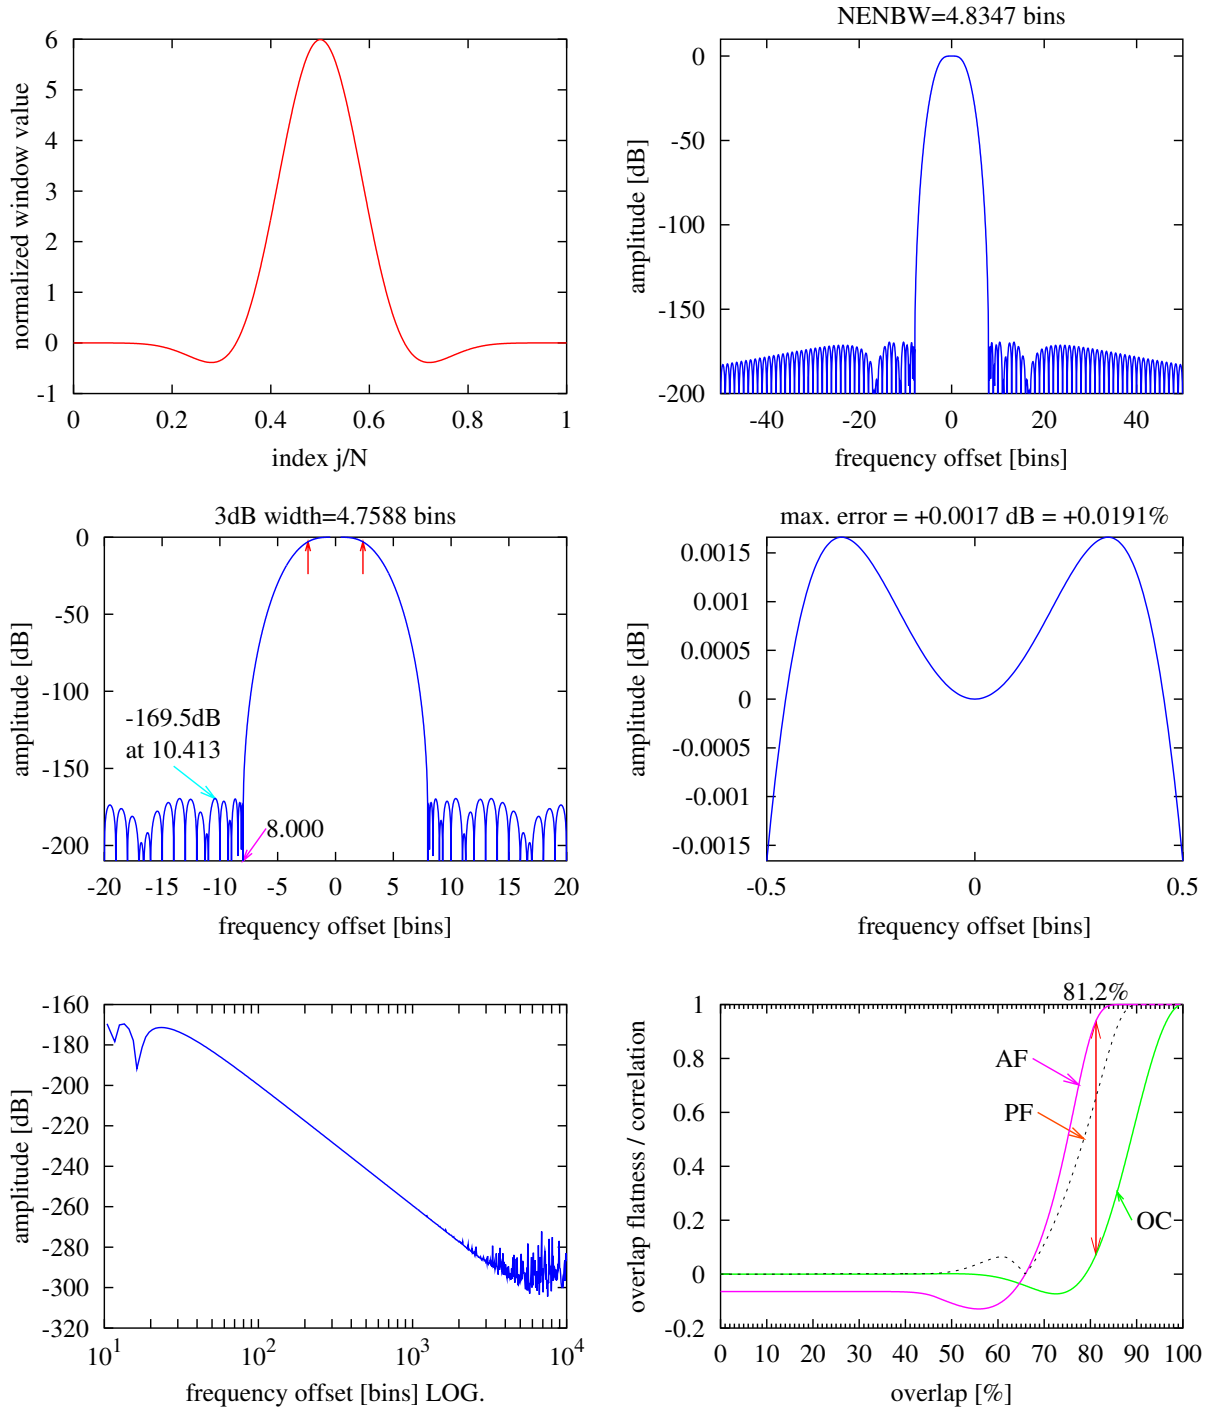 6
5
4
3
2
1
0
-1
normalized window value
0 0.2 0.4 0.6 0.8 1
index j/N
NENBW=4.8347 bins
0
-50
-100
-150
-200
amplitude [dB]
-40 -20 0 20 40
frequency offset [bins]
3dB width=4.7588 bins
0
-50
-100
-150
-200
amplitude [dB]
-169.5dB
at 10.413
8.000
-20 -15 -10 -5 0 5 10 15 20
frequency offset [bins]
max. error = +0.0017 dB = +0.0191%
0.0015
0.001
0.0005
0
-0.0005
-0.001
-0.0015
amplitude [dB]
-0.5 0 0.5
frequency offset [bins]
-160
-180
-200
-220
-240
-260
-280
-300
-320
amplitude [dB]
10¹ 10² 10³ 10⁴
frequency offset [bins] LOG.
81.2%
1
0.8
0.6
0.4
0.2
0
-0.2
overlap flatness / correlation
AF
PF
OC
0 10 20 30 40 50 60 70 80 90 100
overlap [%]